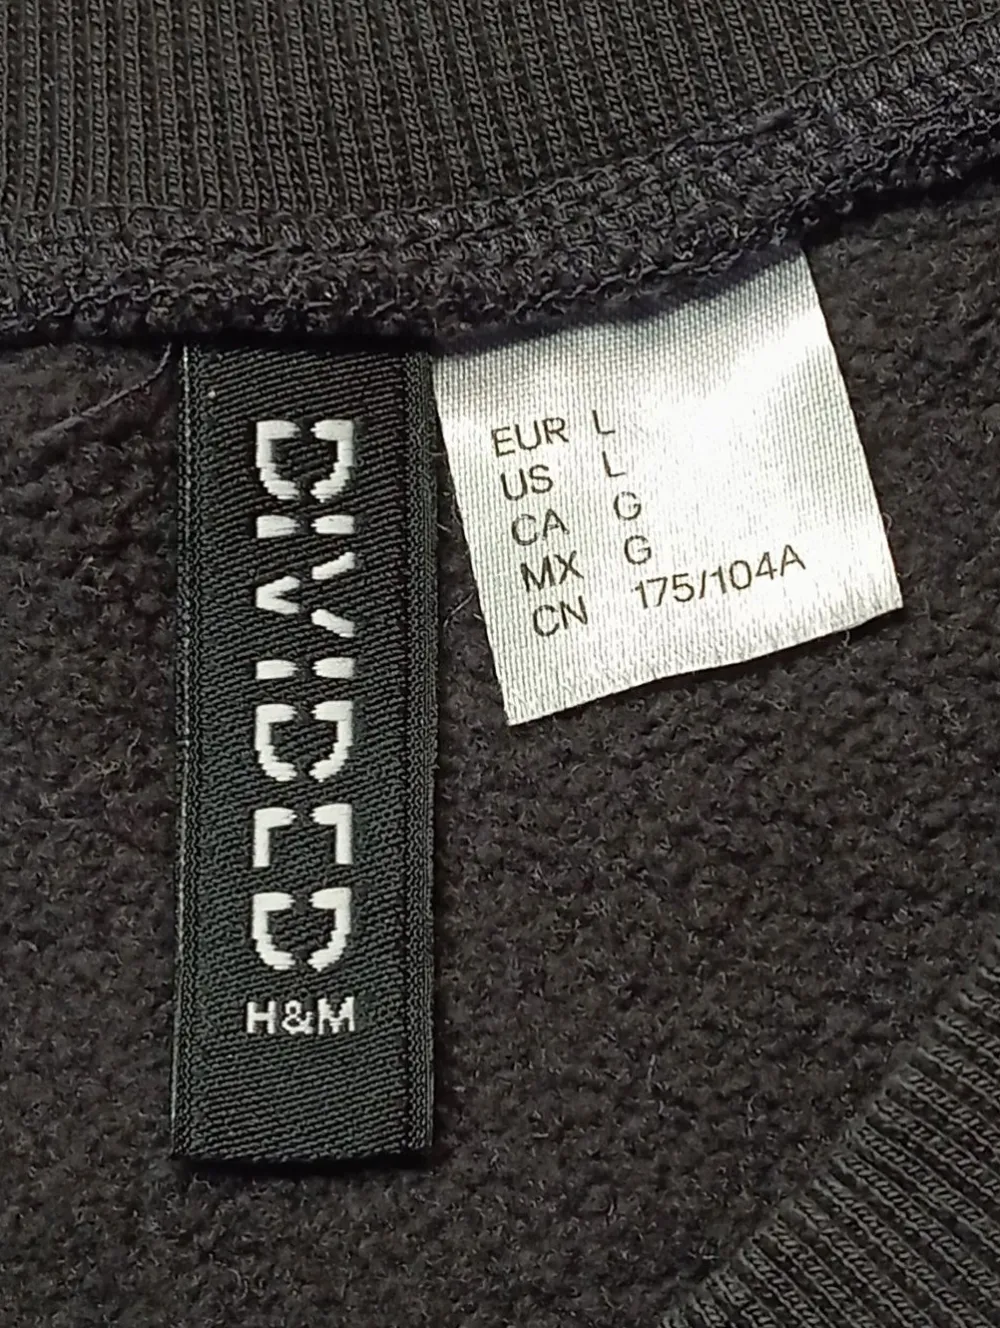 DIVIDED
H&M
EUR L
US L
CA G
MX G
CN 175/104A